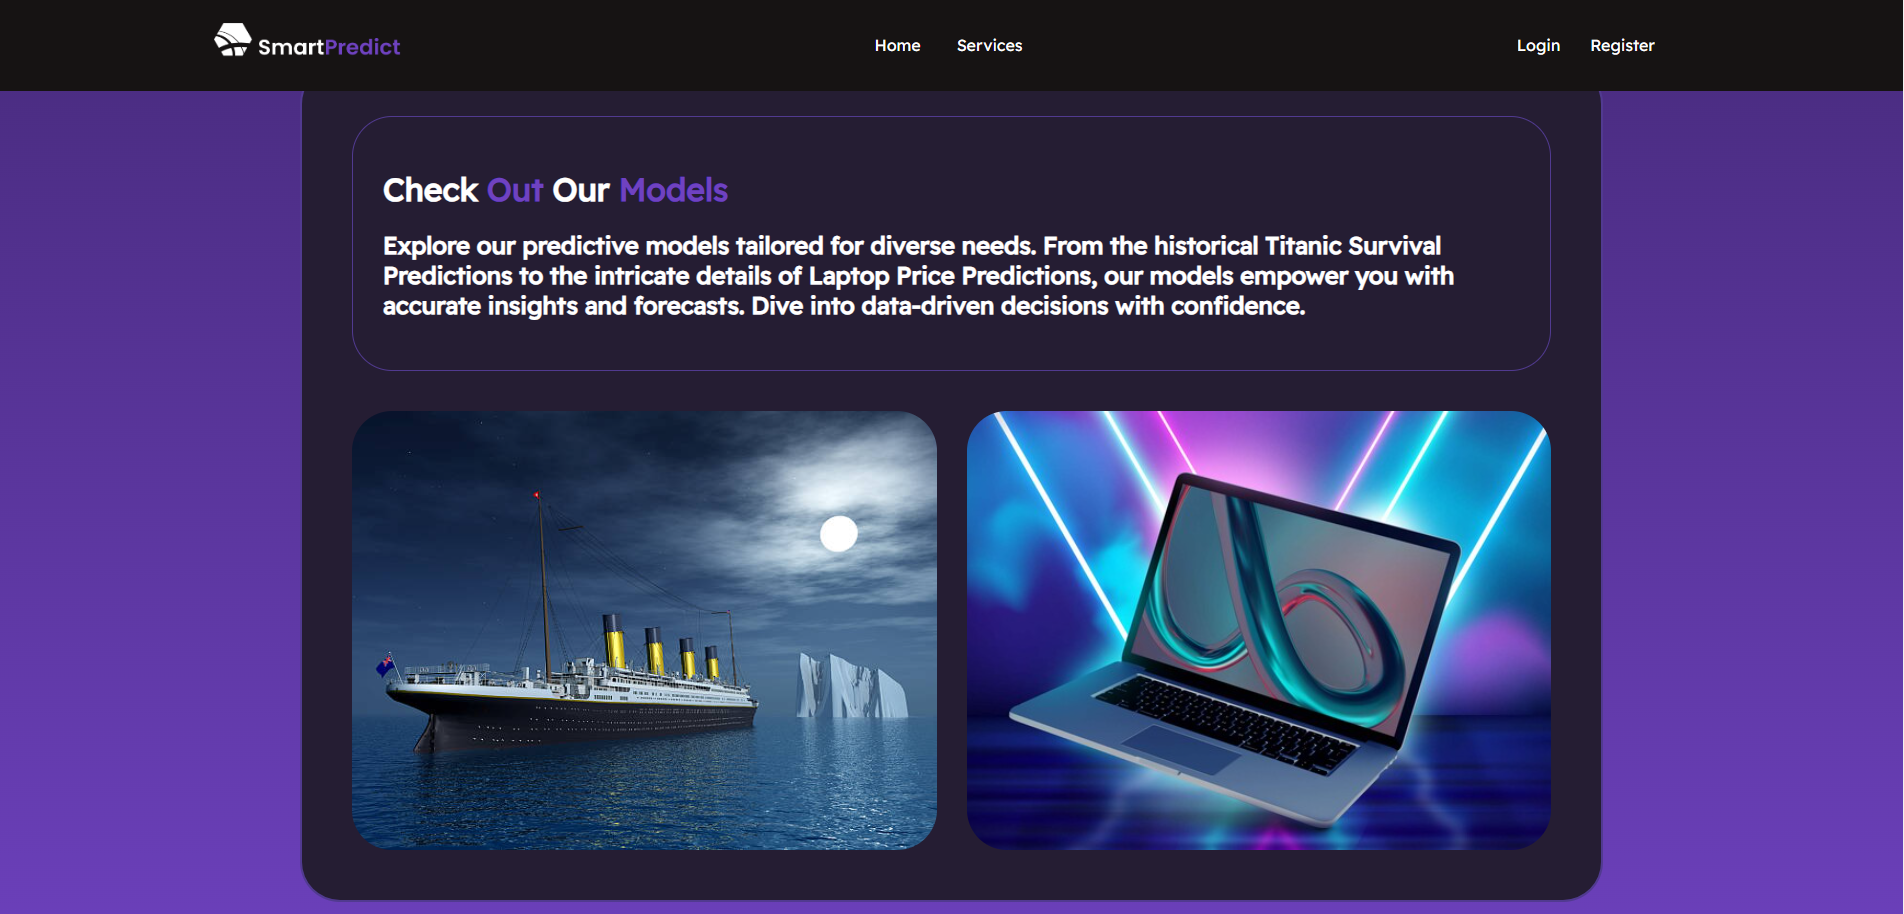 SmartPredict
Home
Services
Login
Register
Check Out Our Models
Explore our predictive models tailored for diverse needs. From the historical Titanic Survival
Predictions to the intricate details of Laptop Price Predictions, our models empower you with
accurate insights and forecasts. Dive into data-driven decisions with confidence.